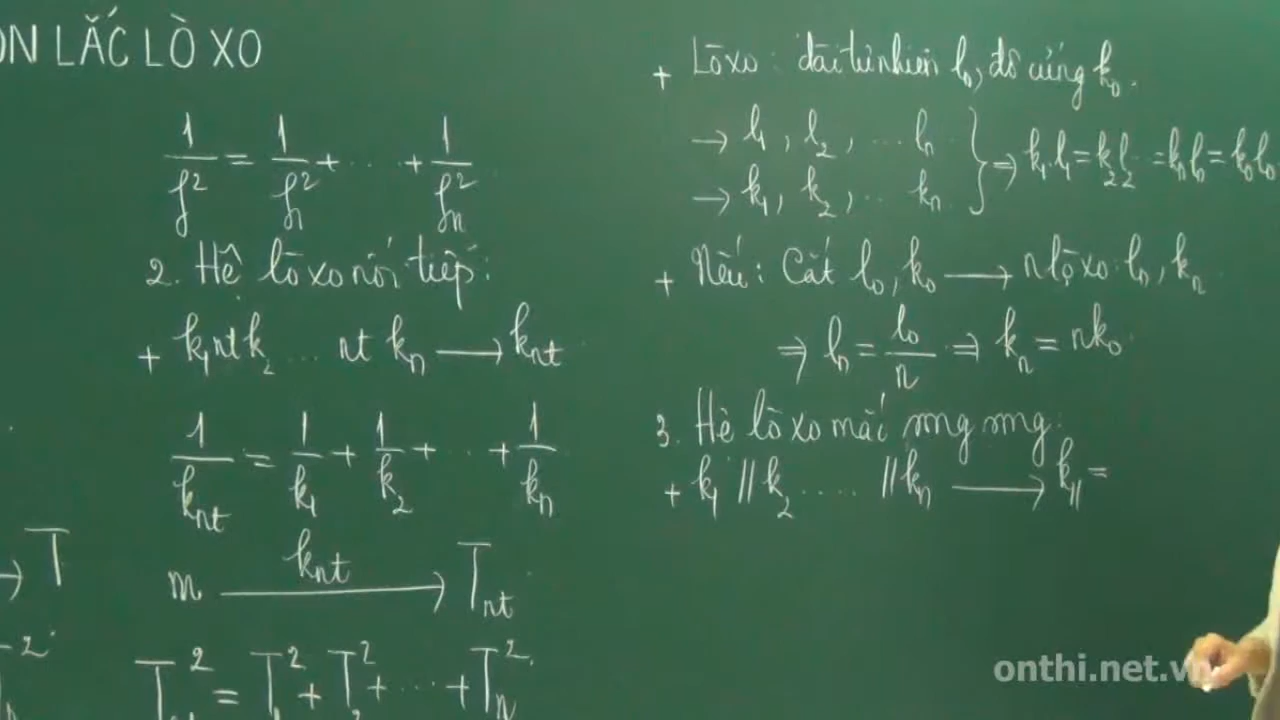 ON LẮC LÒ XO
1/f² = 1/f₁² + ... + 1/fₙ²
2. Hệ lò xo nối tiếp:
+ k₁ nt k₂ ... nt kₙ → kₙₜ
1/kₙₜ = 1/k₁ + 1/k₂ + ... + 1/kₙ
→ T
m —kₙₜ→ Tₙₜ
Tₙₜ² = T₁² + T₂² + ... + Tₙ²
+ Lò xo: dài tự nhiên l₀, độ cứng k₀.
→ l₁, l₂, ... lₙ
→ k₁, k₂, ... kₙ } ⇒ k₁.l₁ = k₂l₂ ... = kₙlₙ = k₀l₀
+ Nếu: Cắt l₀, k₀ → n lò xo: lₙ, kₙ
⇒ lₙ = l₀/n ⇒ kₙ = nk₀.
3. Hệ lò xo mắc song song:
+ k₁ // k₂ ..... // kₙ → k// =
onthi.net.vn